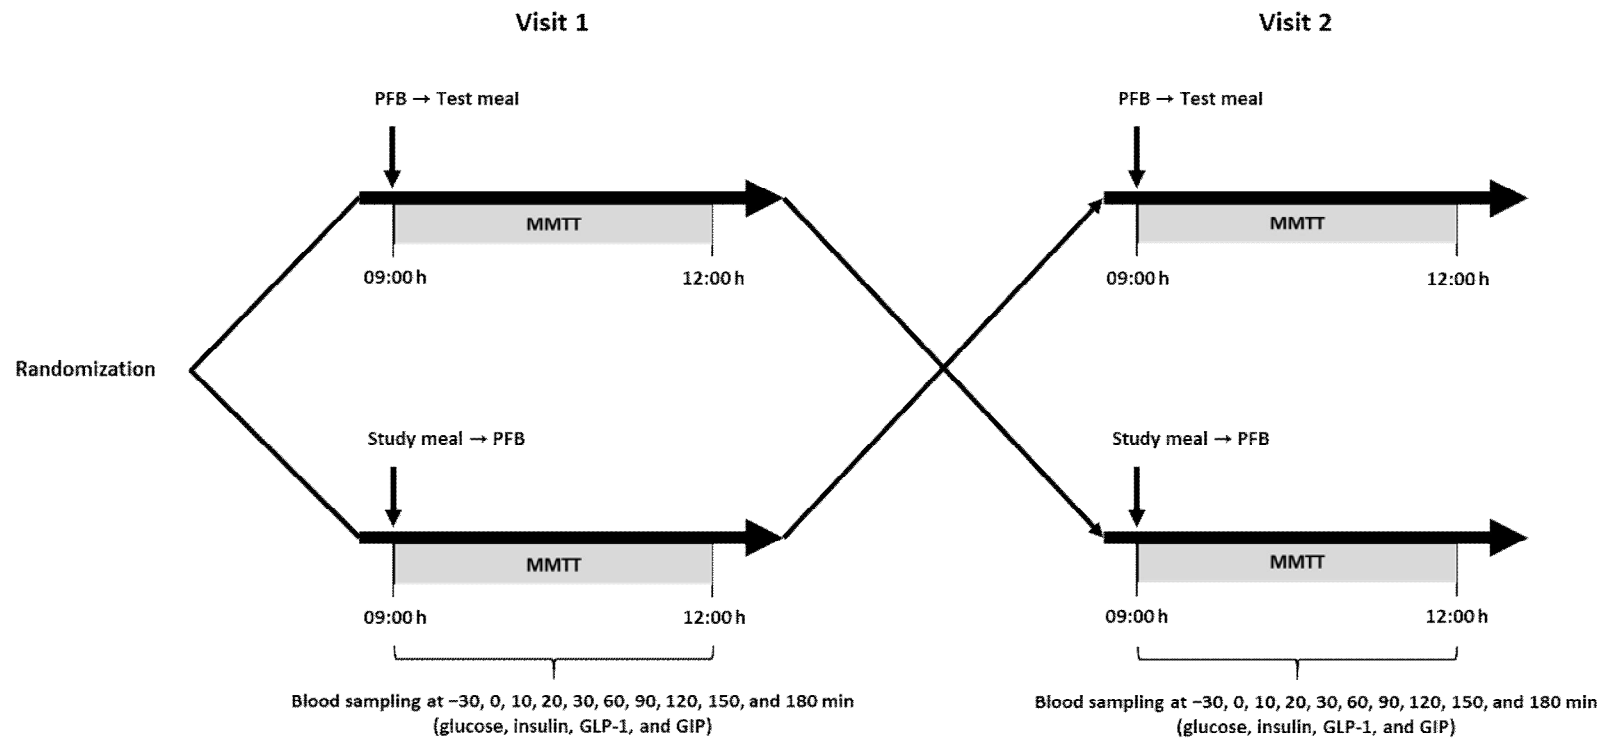 Visit 1
Visit 2
PFB → Test meal
PFB → Test meal
MMTT
MMTT
09:00 h
12:00 h
09:00 h
12:00 h
Randomization
Study meal → PFB
Study meal → PFB
MMTT
MMTT
09:00 h
12:00 h
09:00 h
12:00 h
Blood sampling at −30, 0, 10, 20, 30, 60, 90, 120, 150, and 180 min
(glucose, insulin, GLP-1, and GIP)
Blood sampling at −30, 0, 10, 20, 30, 60, 90, 120, 150, and 180 min
(glucose, insulin, GLP-1, and GIP)